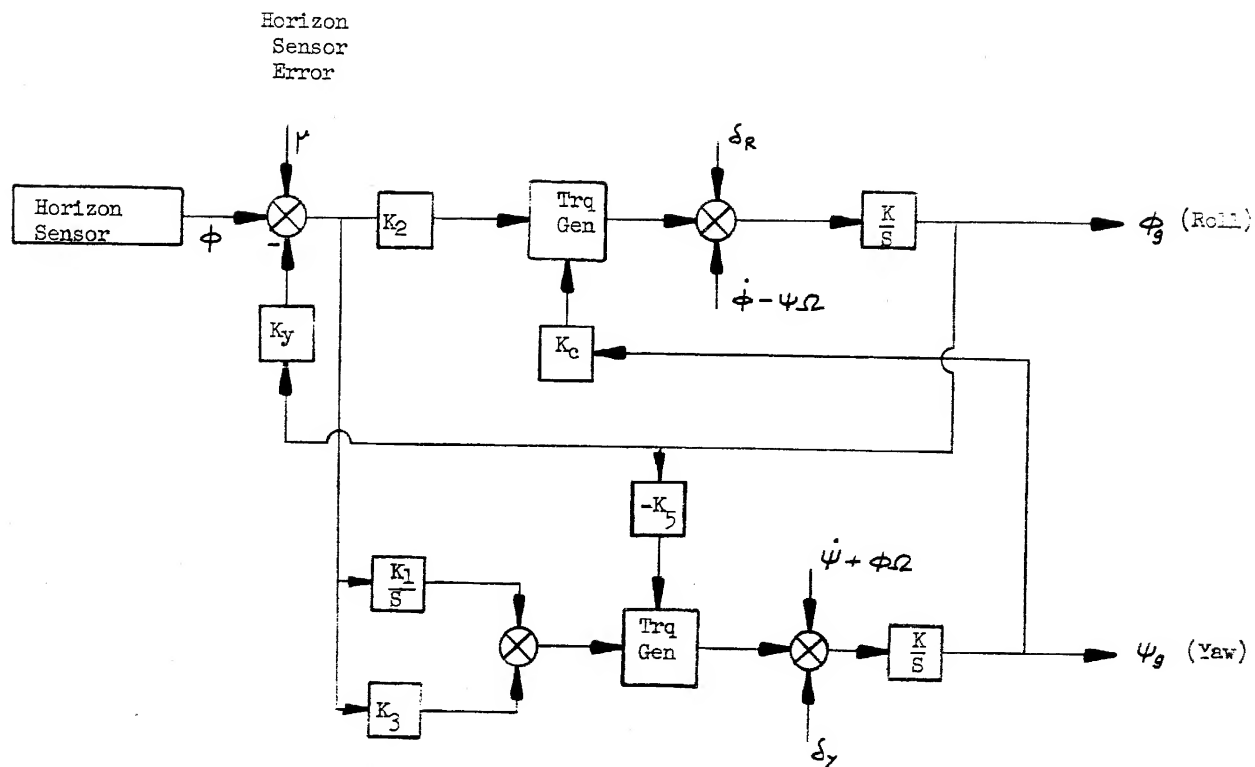 Horizon
Sensor
Error
μ
δR
Horizon
Sensor
ϕ
-
K2
Trq
Gen
K
S
ϕg (Roll)
ϕ̇ - ψΩ
Ky
Kc
-K5
ψ̇ + ϕΩ
K1
S
Trq
Gen
K
S
ψg (Yaw)
K3
δY